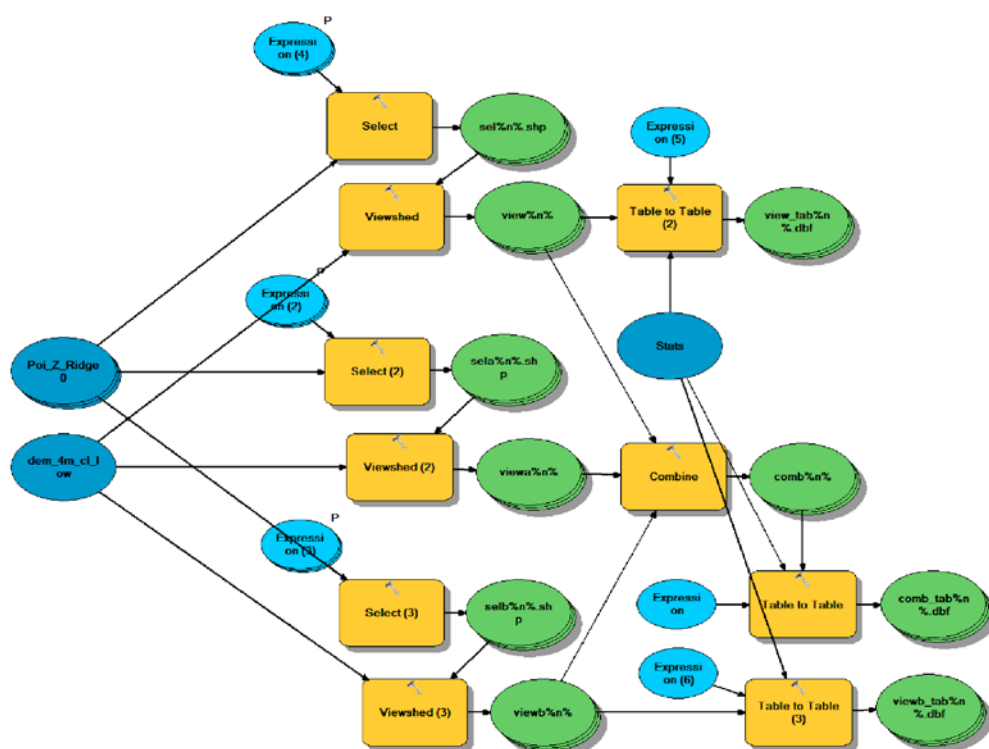 P
Expressi
on (4)
Select
sel%n%.shp
Expressi
on (5)
Viewshed
view%n%
Table to Table
(2)
view_tab%n
%.dbf
P
Expressi
on (2)
Poi_Z_Ridge
0
Select (2)
sela%n%.sh
p
Stats
dem_4m_cl_l
ow
Viewshed (2)
viewa%n%
Combine
comb%n%
P
Expressi
on (3)
Select (3)
selb%n%.sh
p
Expressi
on
Table to Table
comb_tab%n
%.dbf
Viewshed (3)
viewb%n%
Expressi
on (6)
Table to Table
(3)
viewb_tab%n
%.dbf